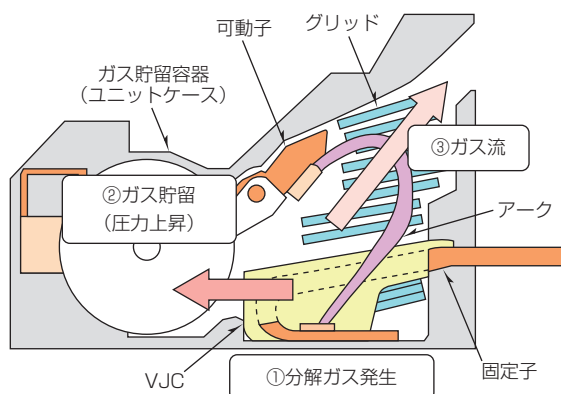 可動子
グリッド
ガス貯留容器
（ユニットケース）
③ガス流
②ガス貯留
（圧力上昇）
アーク
VJC
①分解ガス発生
固定子